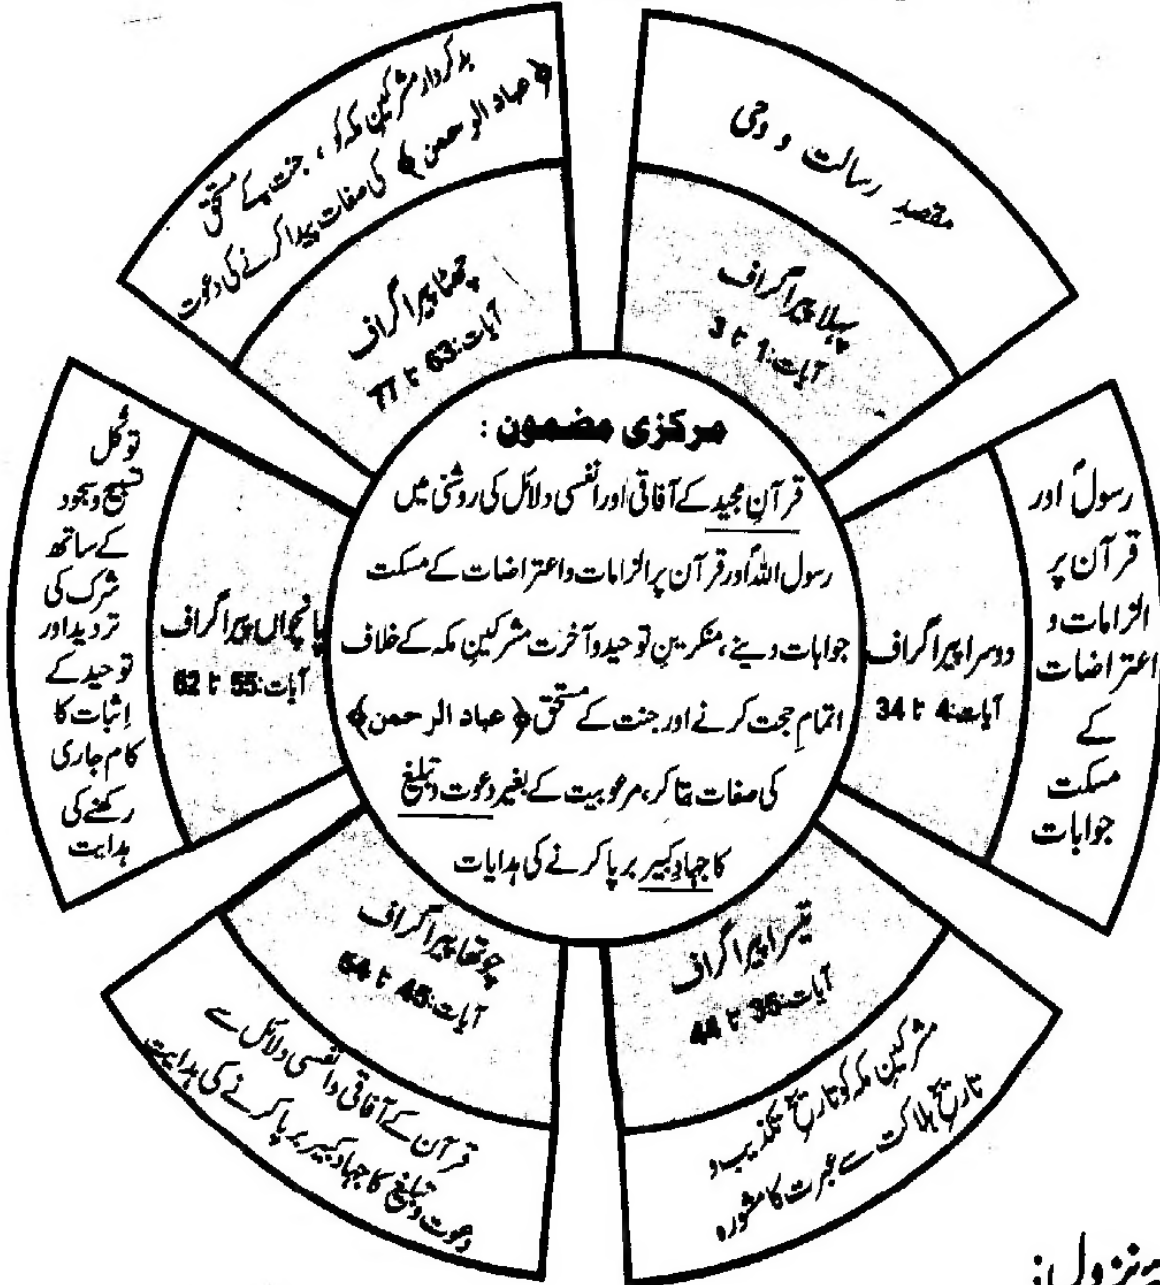 مرکزی مضمون :
قرآنِ مجید کے آفاقی اور انفسی دلائل کی روشنی میں
رسول اللہؐ اور قرآن پر الزامات و اعتراضات کے مسکت
جوابات دینے، منکرینِ توحید و آخرت مشرکینِ مکہ کے خلاف
اتمامِ حجت کرنے اور جنت کے مستحق ﴿عباد الرحمن﴾
کی صفات بتا کر، مرعوبیت کے بغیر دعوت و تبلیغ
کا جہادِ کبیر برپا کرنے کی ہدایات
مقصدِ رسالت و وحی
پہلا پیراگراف
آیات:1 تا 3
رسولؐ اور
قرآن پر
الزامات و
اعتراضات
کے
مسکت
جوابات
دوسرا پیراگراف
آیات:4 تا 34
تیسرا پیراگراف
آیات:35 تا 44
مشرکینِ مکہ کو تاریخِ تکذیب و
تاریخِ ہلاکت سے عبرت کا مشورہ
چوتھا پیراگراف
آیات:45 تا 54
قرآن کے آفاقی و انفسی دلائل سے
دعوت و تبلیغ کا جہادِ کبیر برپا کرنے کی ہدایت
توکل
تسبیح و سجود
کے ساتھ
شرک کی
تردید اور
توحید کے
اِثبات کا
کام جاری
رکھنے کی
ہدایت
پانچواں پیراگراف
آیات:55 تا 62
بدکردار مشرکینِ مکہ کو ، جنت کے مستحق
﴿عباد الرحمن﴾ کی صفات پیدا کرنے کی دعوت
چھٹا پیراگراف
آیات:63 تا 77